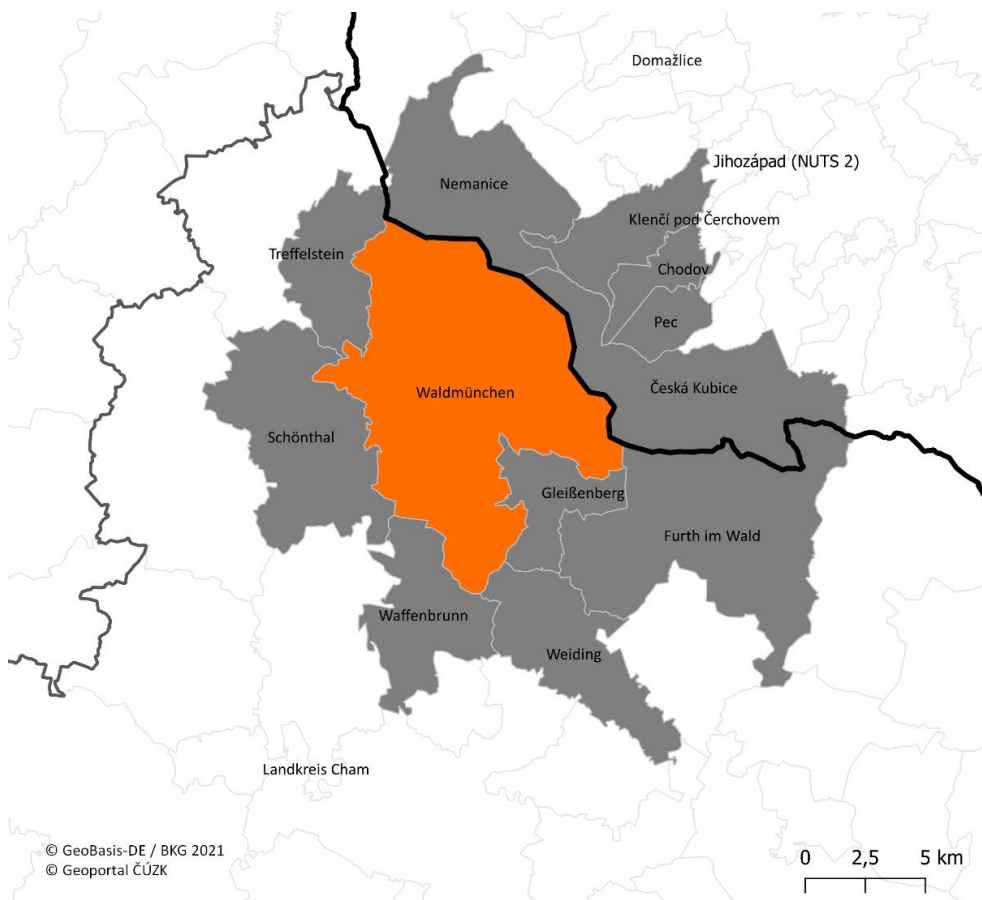 Domažlice
Jihozápad (NUTS 2)
Nemanice
Klenčí pod Čerchovem
Treffelstein
Chodov
Pec
Česká Kubice
Waldmünchen
Schönthal
Gleißenberg
Furth im Wald
Waffenbrunn
Weiding
Landkreis Cham
© GeoBasis-DE / BKG 2021
© Geoportal ČÚZK
0 2,5 5 km